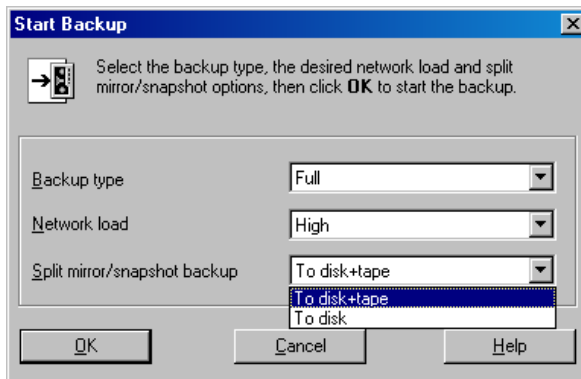 Start Backup
Select the backup type, the desired network load and split
mirror/snapshot options, then click OK to start the backup.
Backup type
Full
Network load
High
Split mirror/snapshot backup
To disk+tape
To disk+tape
To disk
OK
Cancel
Help